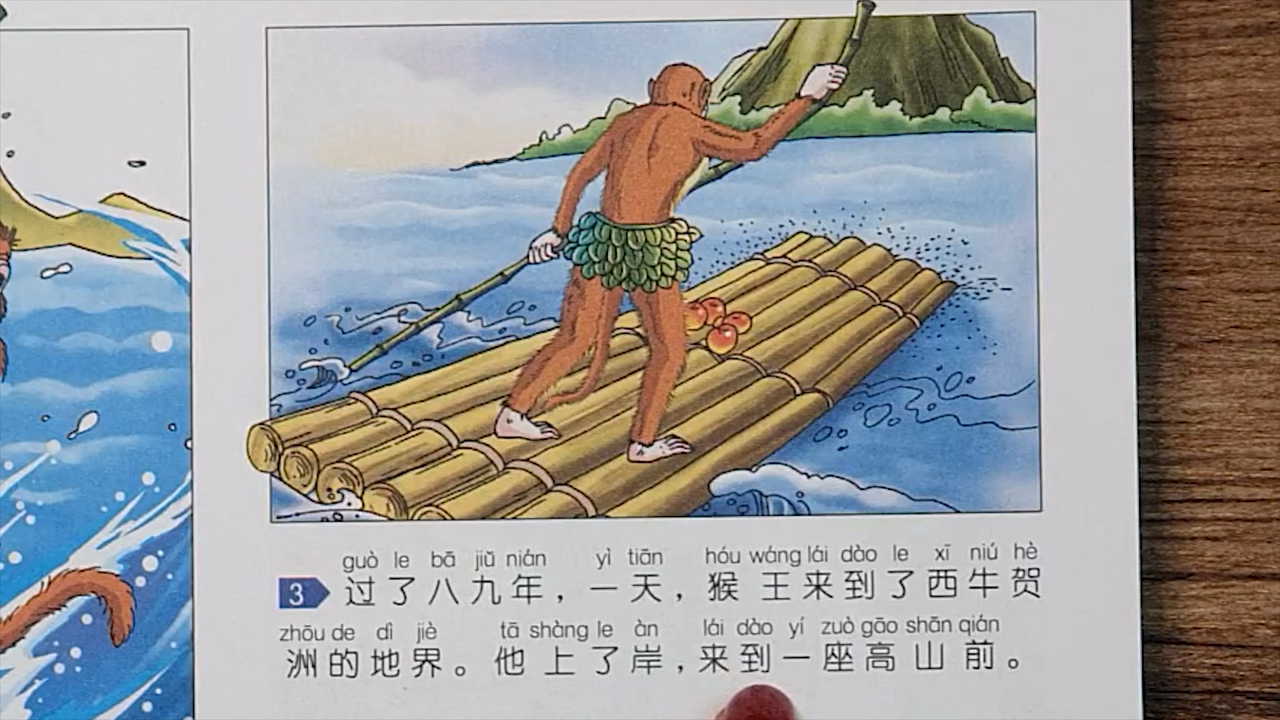 guò le bā jiǔ nián yì tiān hóu wáng lái dào le xī niú hè
3 过了八九年，一天，猴王来到了西牛贺
zhōu de dì jiè tā shàng le àn lái dào yí zuò gāo shān qián
洲的地界。他上了岸，来到一座高山前。